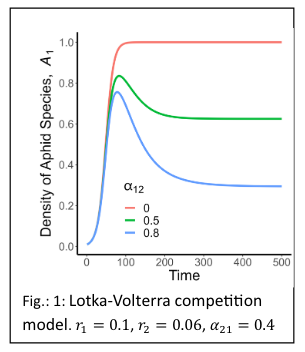 1.0
0.8
0.6
0.4
0.2
0.0
Density of Aphid Species, A₁
α₁₂
0
0.5
0.8
0 100 200 300 400 500
Time
Fig.: 1: Lotka-Volterra competition
model. r₁ = 0.1, r₂ = 0.06, α₂₁ = 0.4